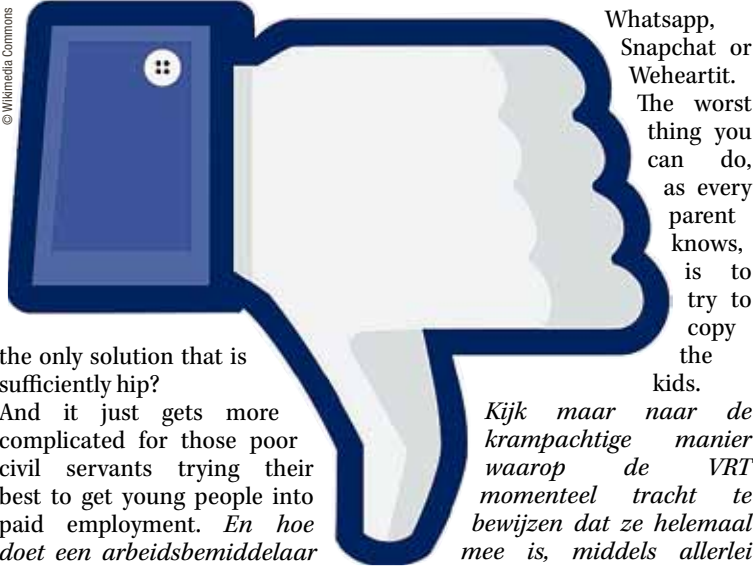 © Wikimedia Commons
the only solution that is
sufficiently hip?
And it just gets more
complicated for those poor
civil servants trying their
best to get young people into
paid employment. En hoe
doet een arbeidsbemiddelaar
Whatsapp,
Snapchat or
Weheartit.
The worst
thing you
can do,
as every
parent
knows,
is to
try to
copy
the
kids.
Kijk maar naar de
krampachtige manier
waarop de VRT
momenteel tracht te
bewijzen dat ze helemaal
mee is, middels allerlei